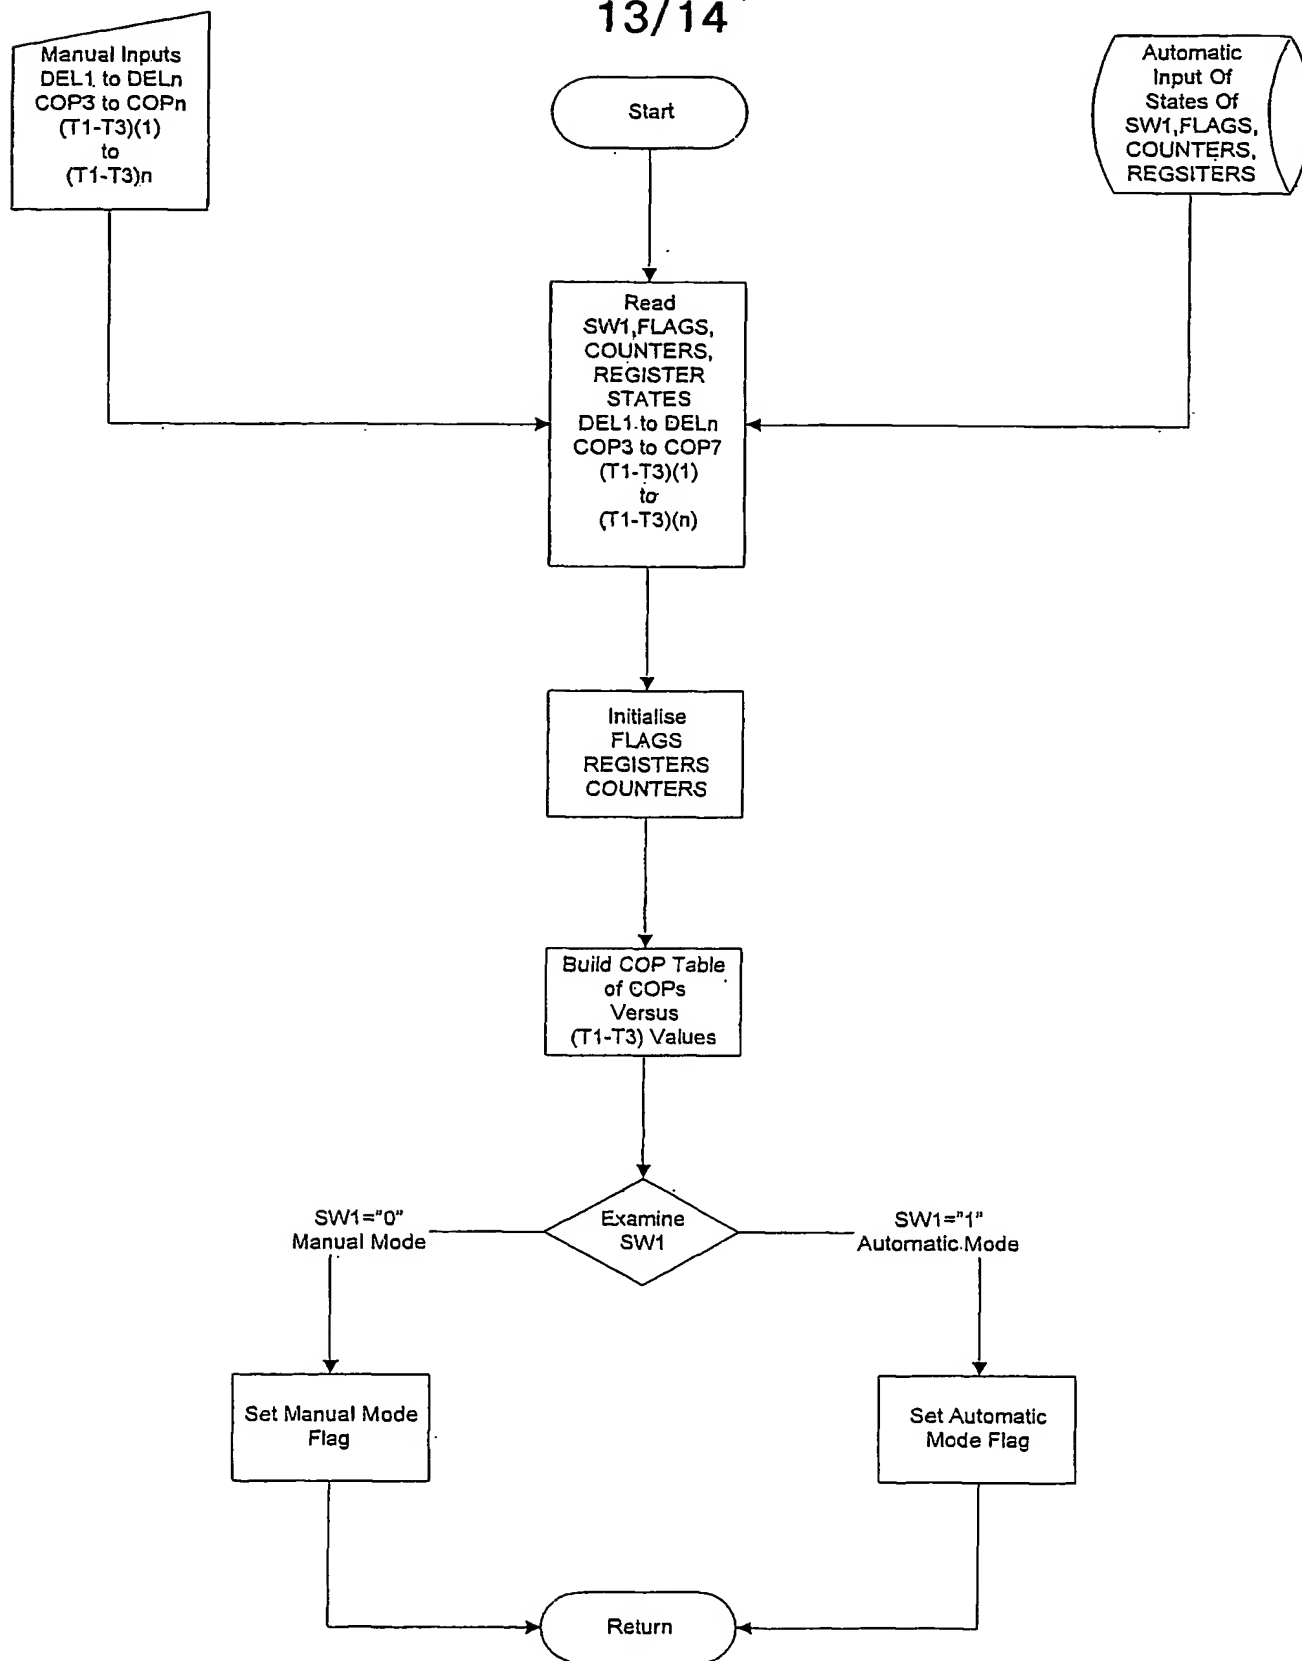 13/14
Manual Inputs
DEL1 to DELn
COP3 to COPn
(T1-T3)(1)
to
(T1-T3)n
Start
Automatic
Input Of
States Of
SW1,FLAGS,
COUNTERS,
REGSITERS
Read
SW1,FLAGS,
COUNTERS,
REGISTER
STATES
DEL1 to DELn
COP3 to COP7
(T1-T3)(1)
to
(T1-T3)(n)
Initialise
FLAGS
REGISTERS
COUNTERS
Build COP Table
of COPs
Versus
(T1-T3) Values
Examine
SW1
SW1="0"
Manual Mode
SW1="1"
Automatic Mode
Set Manual Mode
Flag
Set Automatic
Mode Flag
Return